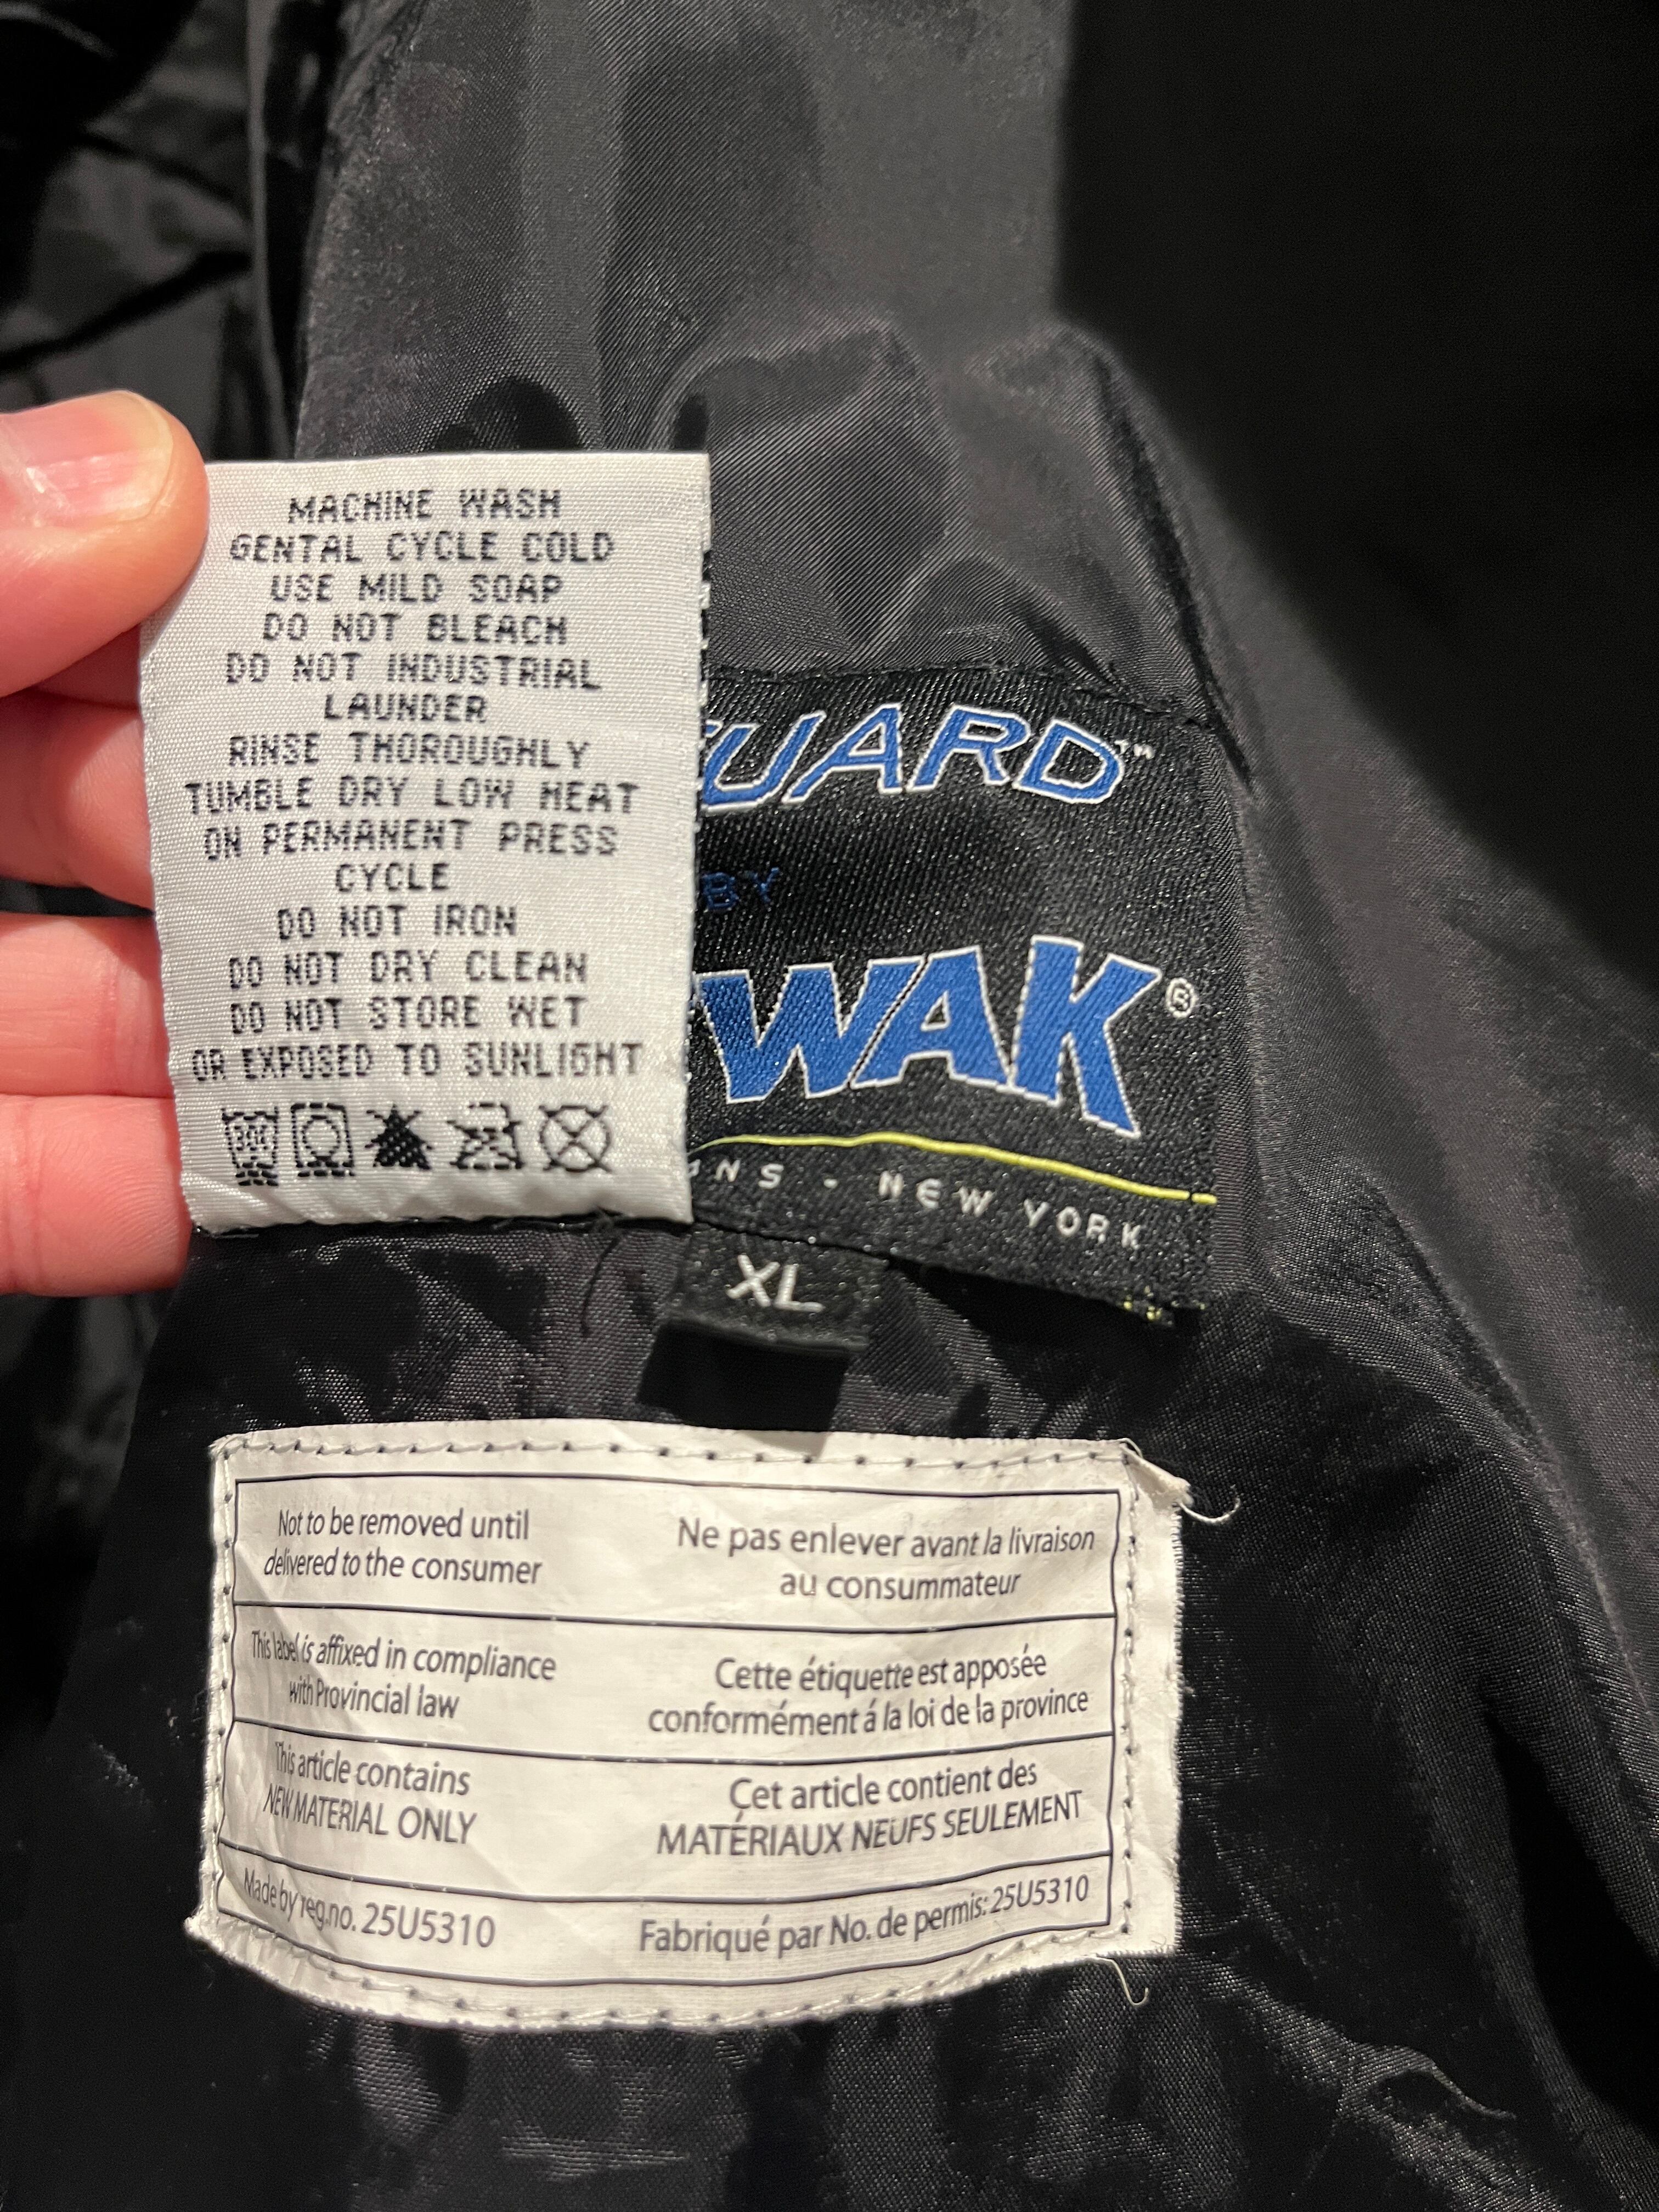 MACHINE WASH
GENTAL CYCLE COLD
USE MILD SOAP
DO NOT BLEACH
DO NOT INDUSTRIAL
LAUNDER
RINSE THOROUGHLY
TUMBLE DRY LOW HEAT
ON PERMANENT PRESS
CYCLE
DO NOT IRON
DO NOT DRY CLEAN
DO NOT STORE WET
OR EXPOSED TO SUNLIGHT
UARD™
BY
WAK®
NS - NEW YORK
XL
Not to be removed until
delivered to the consumer
Ne pas enlever avant la livraison
au consummateur
This label is affixed in compliance
with Provincial law
Cette étiquette est apposée
conformément á la loi de la province
This article contains
NEW MATERIAL ONLY
Cet article contient des
MATÉRIAUX NEUFS SEULEMENT
Made by reg.no. 25U5310
Fabriqué par No. de permis: 25U5310